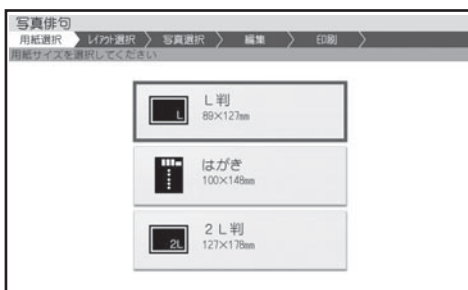 写真俳句
用紙選択 〉 ﾚｲｱｳﾄ選択 〉 写真選択 〉 編集 〉 印刷 〉
用紙サイズを選択してください
L
L判
89×127mm
はがき
100×148mm
2L
2L判
127×178mm